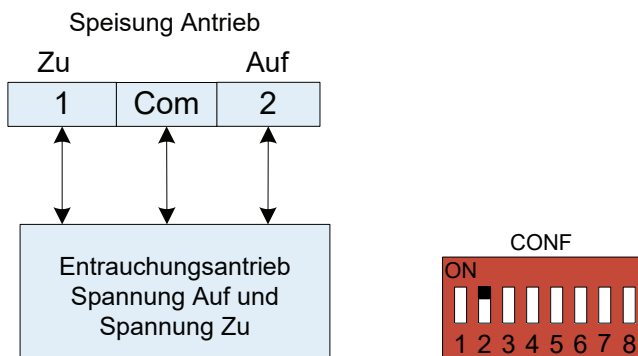 Speisung Antrieb
Zu Auf
1 Com 2
Entrauchungsantrieb
Spannung Auf und
Spannung Zu
CONF
ON
1 2 3 4 5 6 7 8